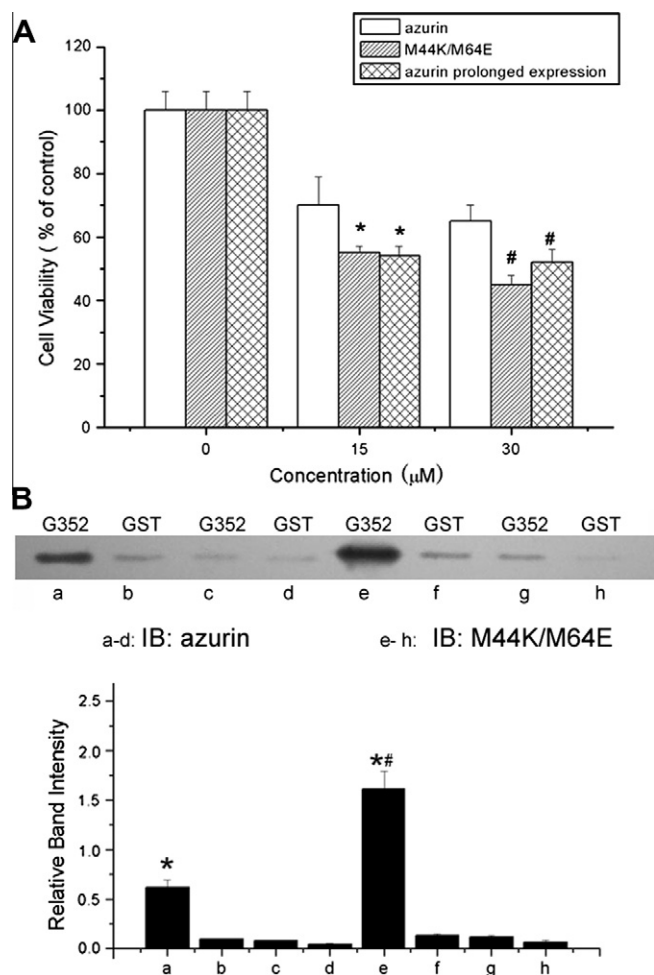 A
azurin
M44K/M64E
azurin prolonged expression
120
100
80
60
40
20
0
Cell Viability ( % of control)
* *
# #
0 15 30
Concentration (μM)
B
G352 GST G352 GST G352 GST G352 GST
a b c d e f g h
a-d: IB: azurin e- h: IB: M44K/M64E
2.5
2.0
1.5
1.0
0.5
0.0
Relative Band Intensity
*
*#
a b c d e f g h